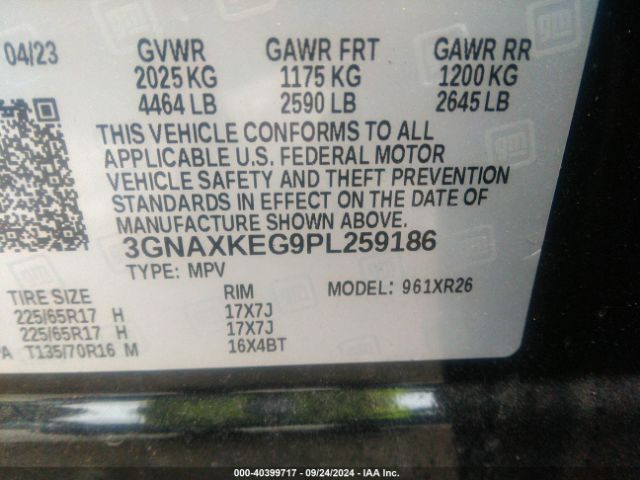 04/23 GVWR GAWR FRT GAWR RR
2025 KG 1175 KG 1200 KG
4464 LB 2590 LB 2645 LB
THIS VEHICLE CONFORMS TO ALL
APPLICABLE U.S. FEDERAL MOTOR
VEHICLE SAFETY AND THEFT PREVENTION
STANDARDS IN EFFECT ON THE DATE OF
MANUFACTURE SHOWN ABOVE.
3GNAXKEG9PL259186
TYPE: MPV MODEL: 961XR26
TIRE SIZE RIM
225/65R17 H 17X7J
225/65R17 H 17X7J
T135/70R16 M 16X4BT
000-40399717 - 09/24/2024 - IAA Inc.